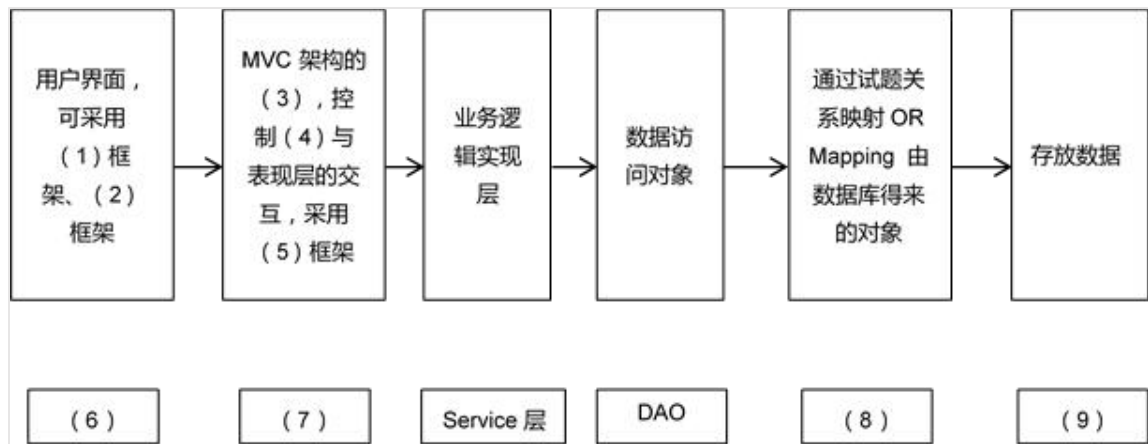 用户界面，
可采用
（1）框
架、（2）
框架
MVC 架构的
（3），控
制（4）与
表现层的交
互，采用
（5）框架
业务逻
辑实现
层
数据访
问对象
通过试题关
系映射 OR
Mapping 由
数据库得来
的对象
存放数据
（6）
（7）
Service 层
DAO
（8）
（9）